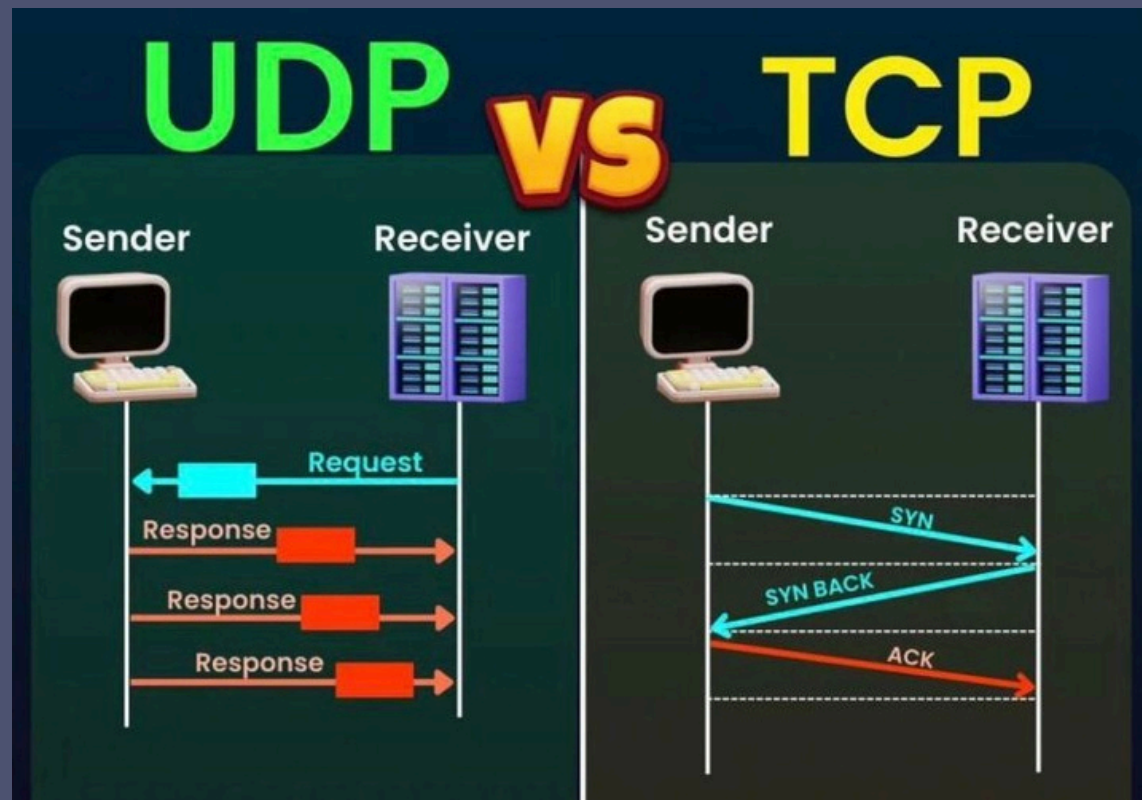 UDP VS TCP
Sender
Receiver
Request
Response
Response
Response
Sender
Receiver
SYN
SYN BACK
ACK